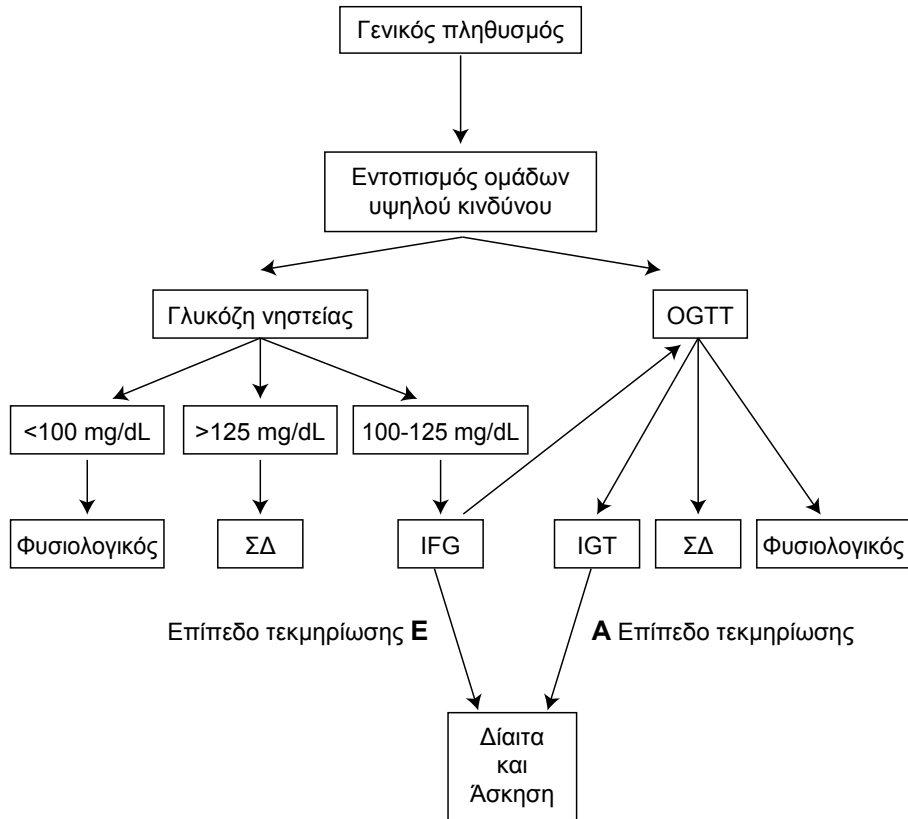 Γενικός πληθυσμός
Εντοπισμός ομάδων
υψηλού κινδύνου
Γλυκόζη νηστείας
OGTT
<100 mg/dL
>125 mg/dL
100-125 mg/dL
Φυσιολογικός
ΣΔ
IFG
IGT
ΣΔ
Φυσιολογικός
Επίπεδο τεκμηρίωσης E
A Επίπεδο τεκμηρίωσης
Δίαιτα
και
Άσκηση